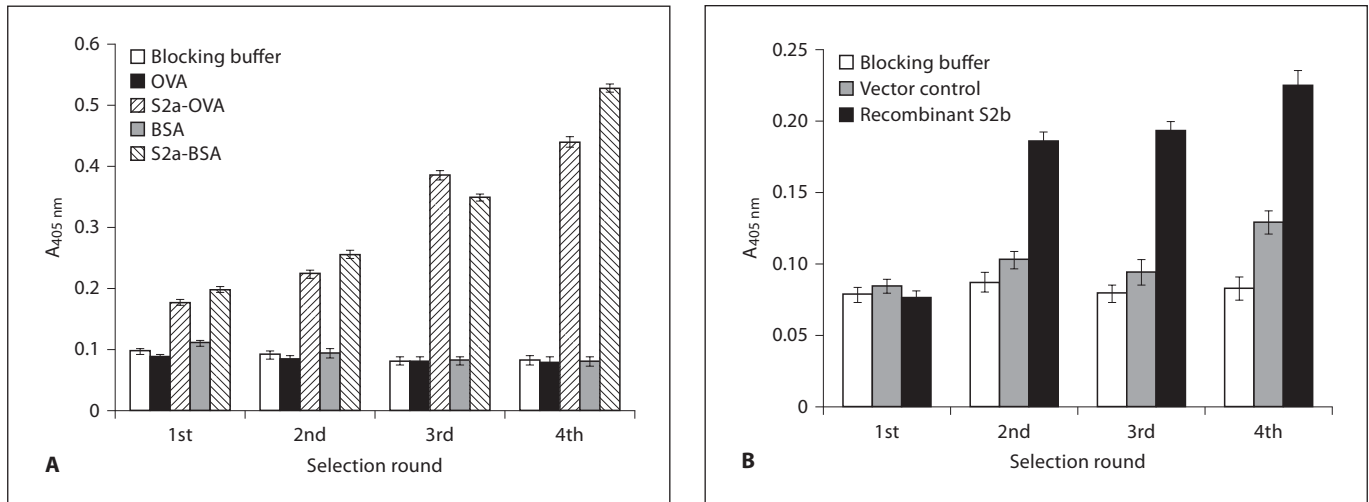 0.6
0.5
0.4
0.3
0.2
0.1
0
A405 nm
Blocking buffer
OVA
S2a-OVA
BSA
S2a-BSA
1st 2nd 3rd 4th
Selection round
A
0.25
0.20
0.15
0.10
0.05
0
A405 nm
Blocking buffer
Vector control
Recombinant S2b
1st 2nd 3rd 4th
Selection round
B